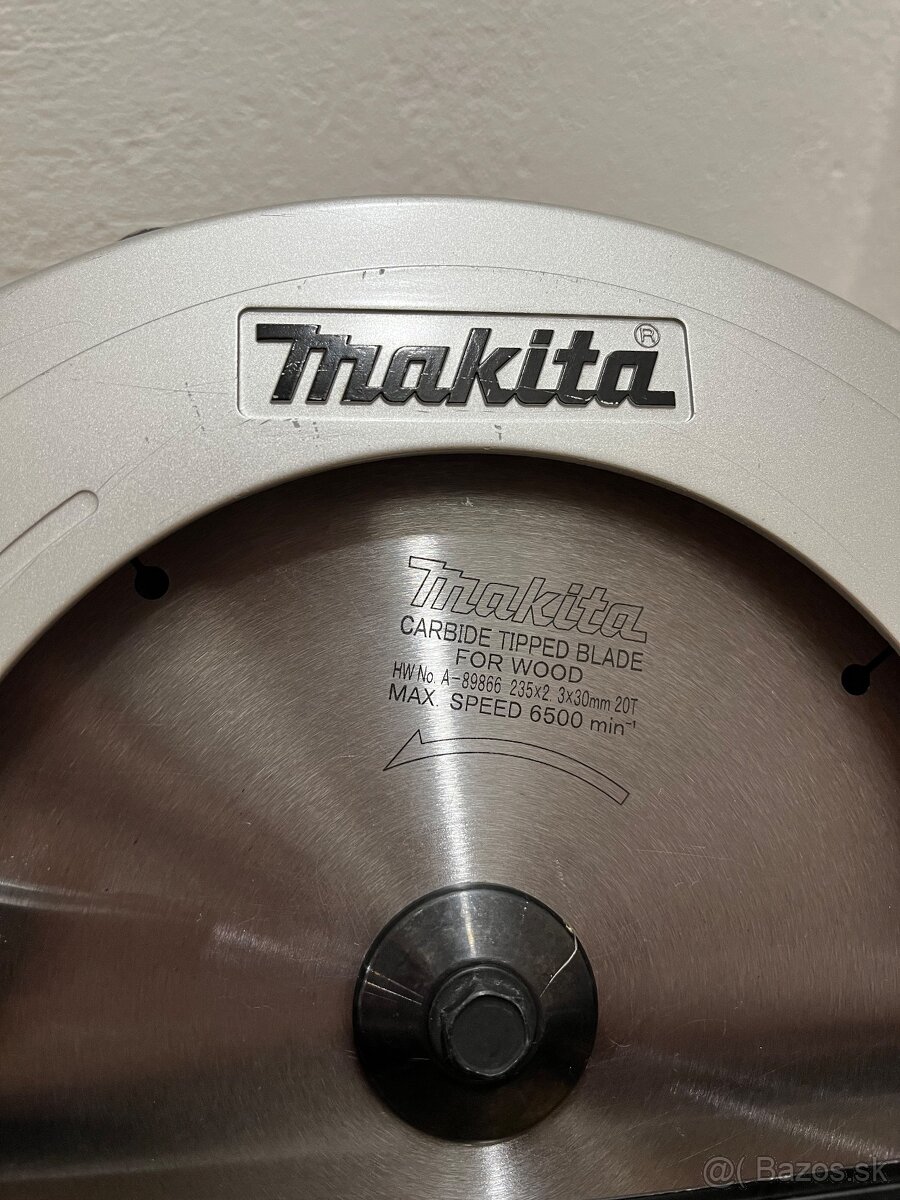 makita®
makita
CARBIDE TIPPED BLADE
FOR WOOD
HW No. A-89866 235x2. 3x30mm 20T
MAX. SPEED 6500 min⁻¹
@( Bazos.sk